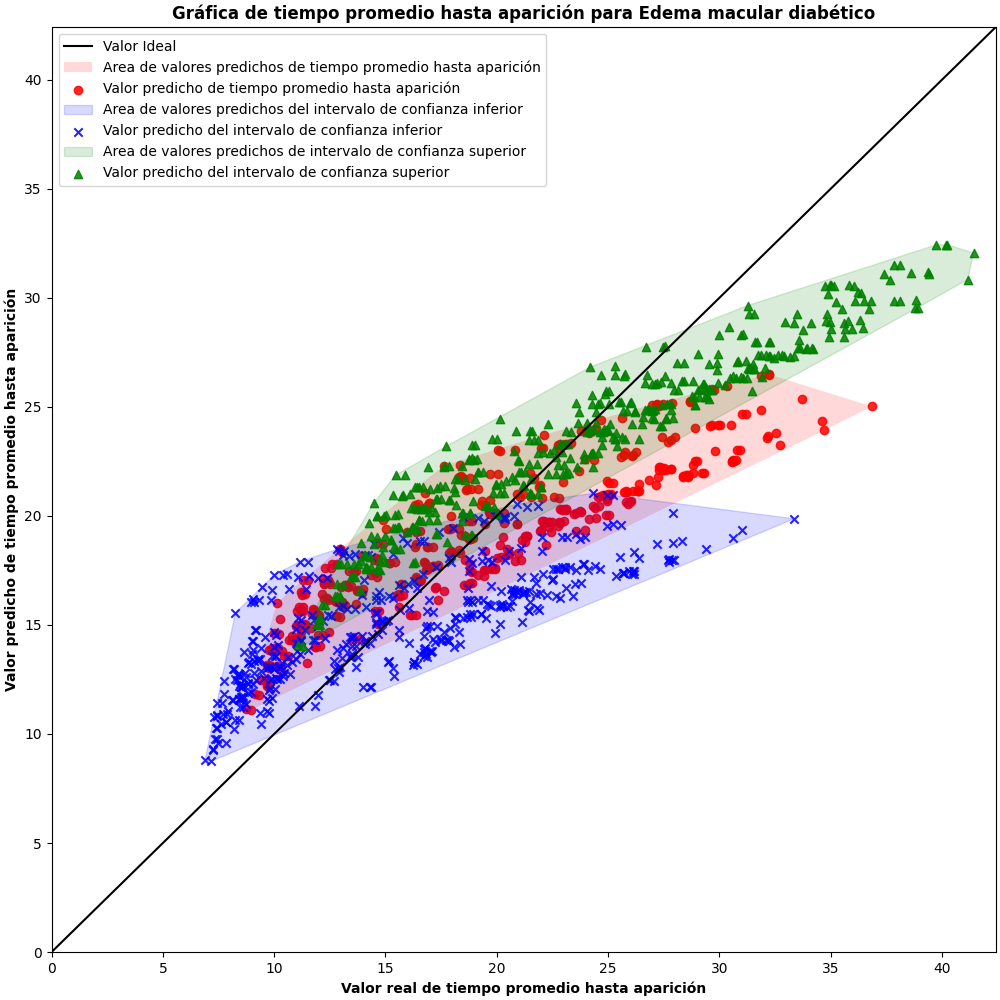 Gráfica de tiempo promedio hasta aparición para Edema macular diabético
Valor Ideal
Area de valores predichos de tiempo promedio hasta aparición
Valor predicho de tiempo promedio hasta aparición
Area de valores predichos del intervalo de confianza inferior
Valor predicho del intervalo de confianza inferior
Area de valores predichos de intervalo de confianza superior
Valor predicho del intervalo de confianza superior
Valor predicho de tiempo promedio hasta aparición
40
35
30
25
20
15
10
5
0
0 5 10 15 20 25 30 35 40
Valor real de tiempo promedio hasta aparición